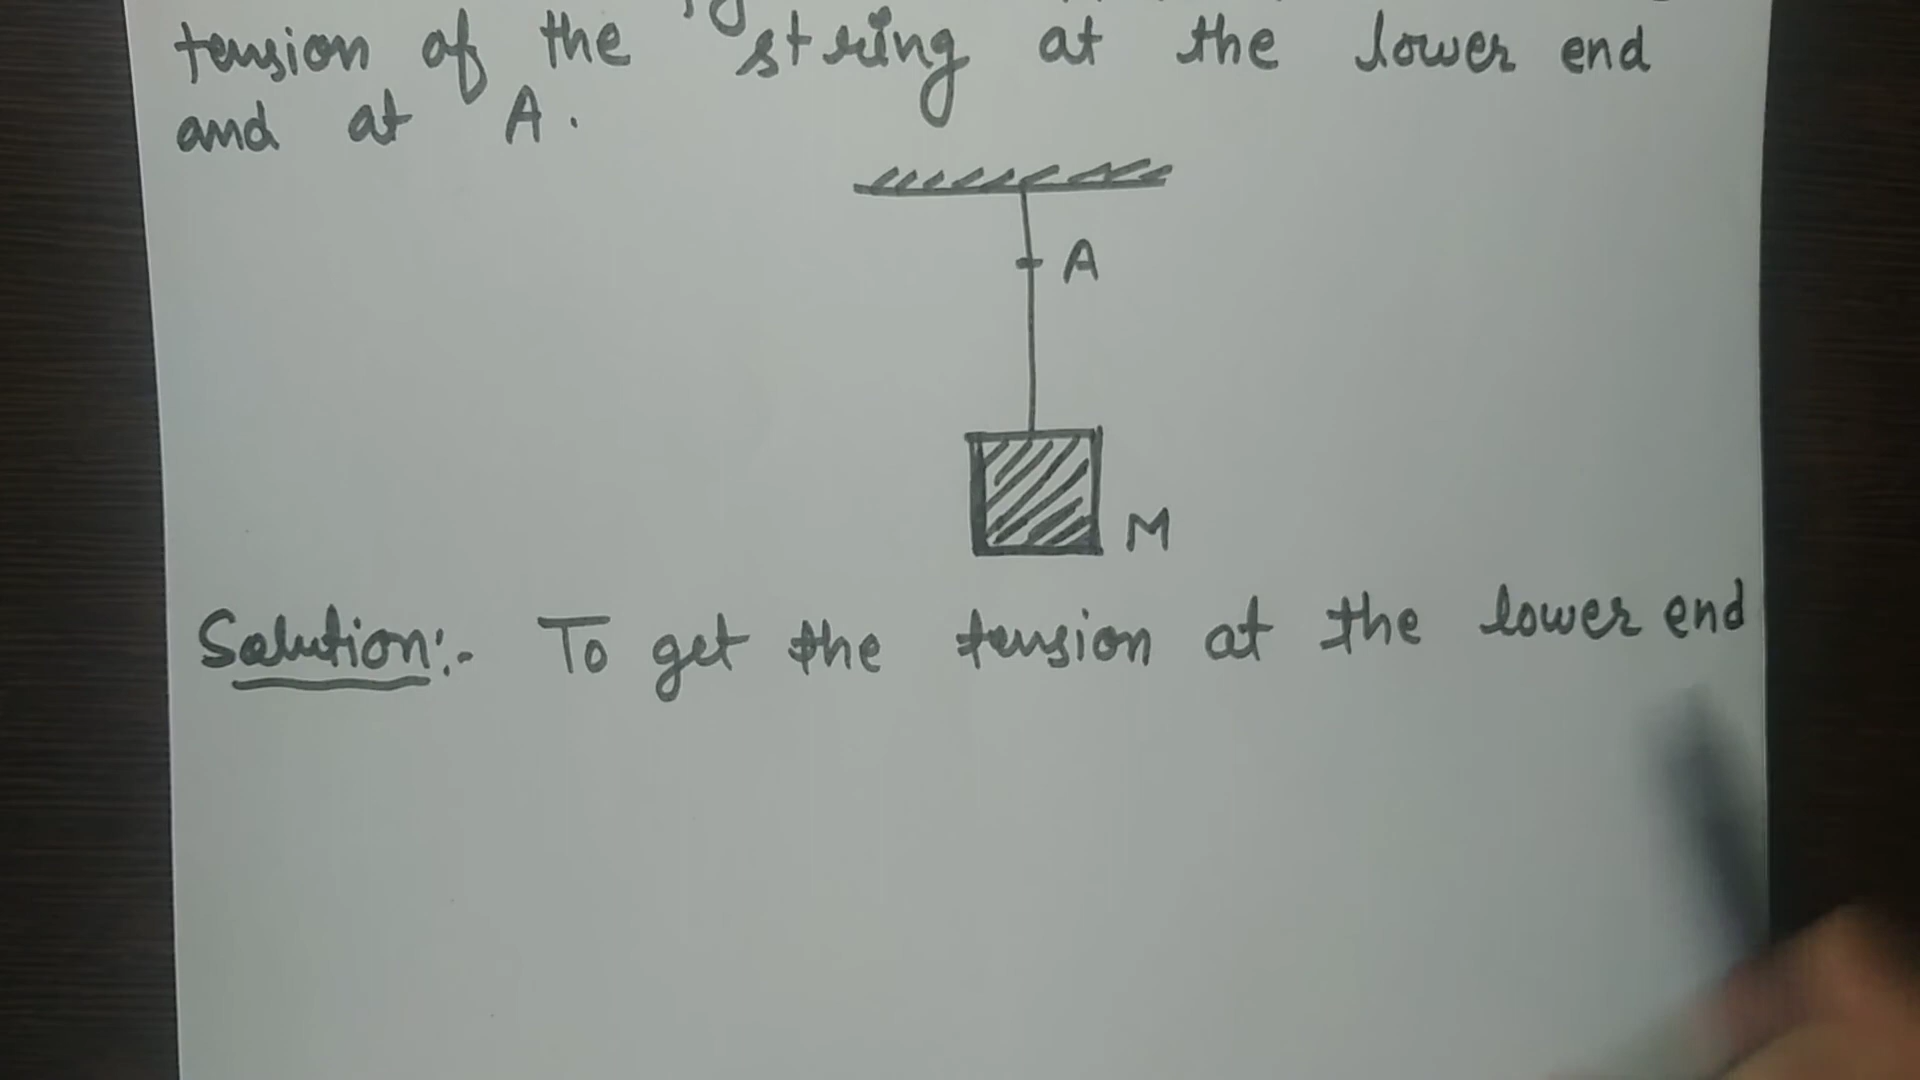 tension of the string at the lower end
and at A.
A
M
Solution:- To get the tension at the lower end